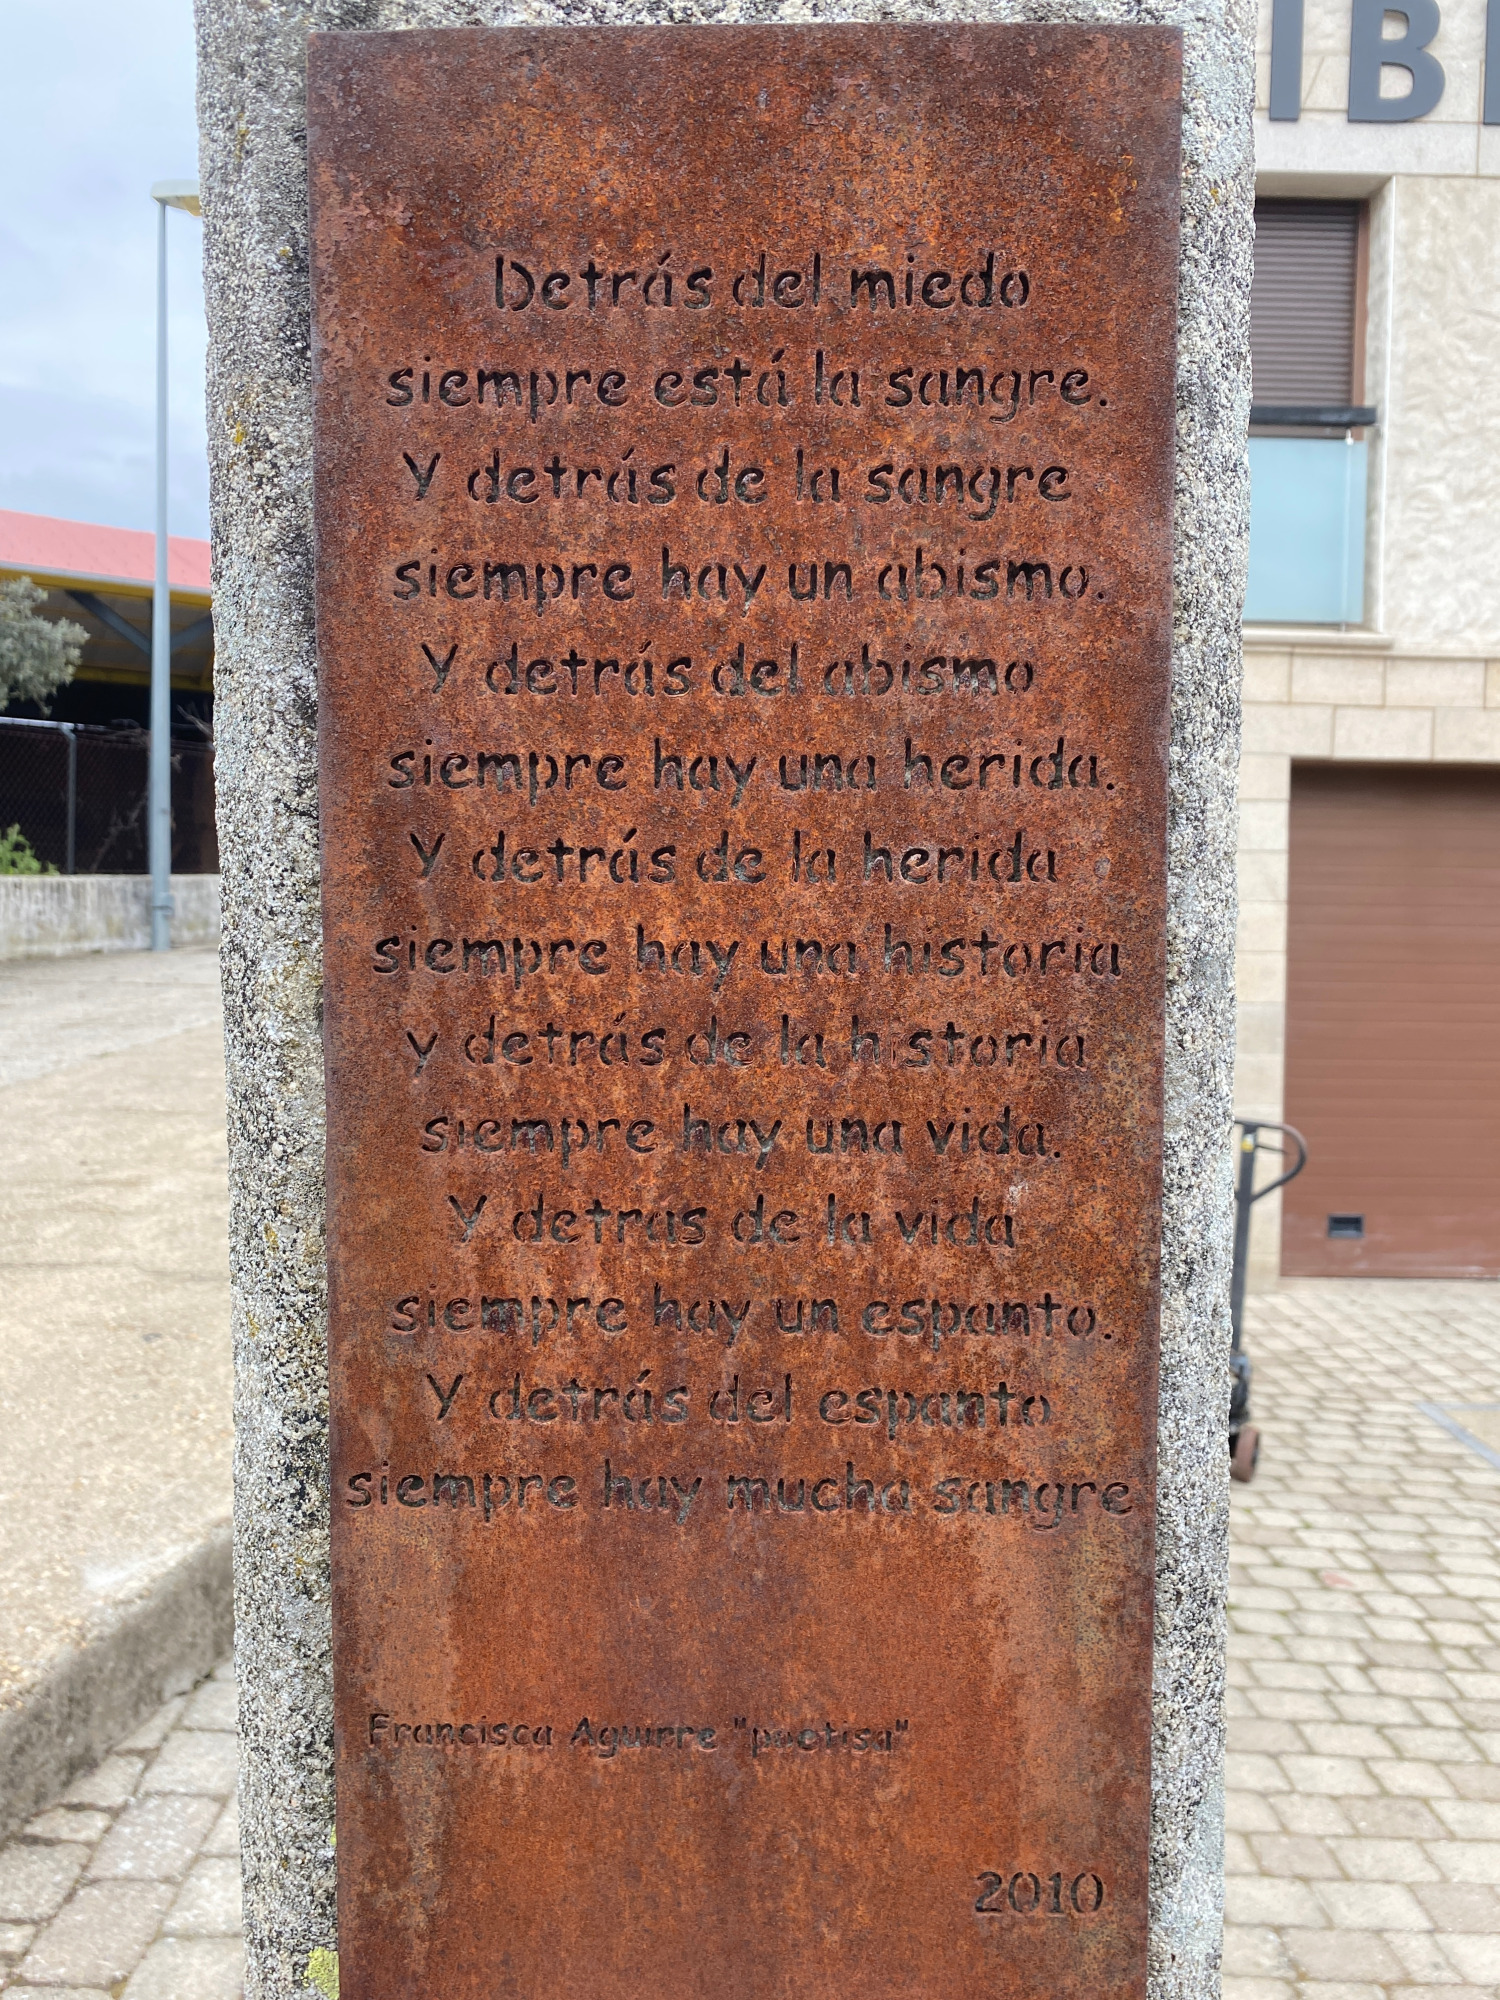 IB
Detrás del miedo
siempre está la sangre.
Y detrás de la sangre
siempre hay un abismo.
Y detrás del abismo
siempre hay una herida.
Y detrás de la herida
siempre hay una historia
y detrás de la historia
siempre hay una vida.
Y detrás de la vida
siempre hay un espanto.
Y detrás del espanto
siempre hay mucha sangre
Francisca Aguirre "poetisa"
2010